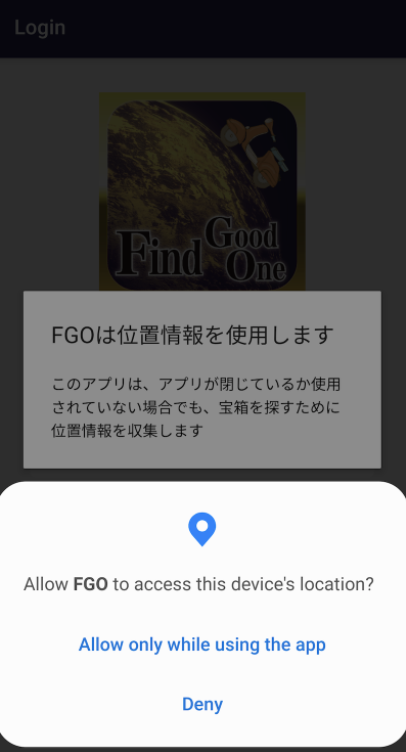 Login
Find Good One
FGOは位置情報を使用します
このアプリは、アプリが閉じているか使用
されていない場合でも、宝箱を探すために
位置情報を収集します
Allow FGO to access this device's location?
Allow only while using the app
Deny